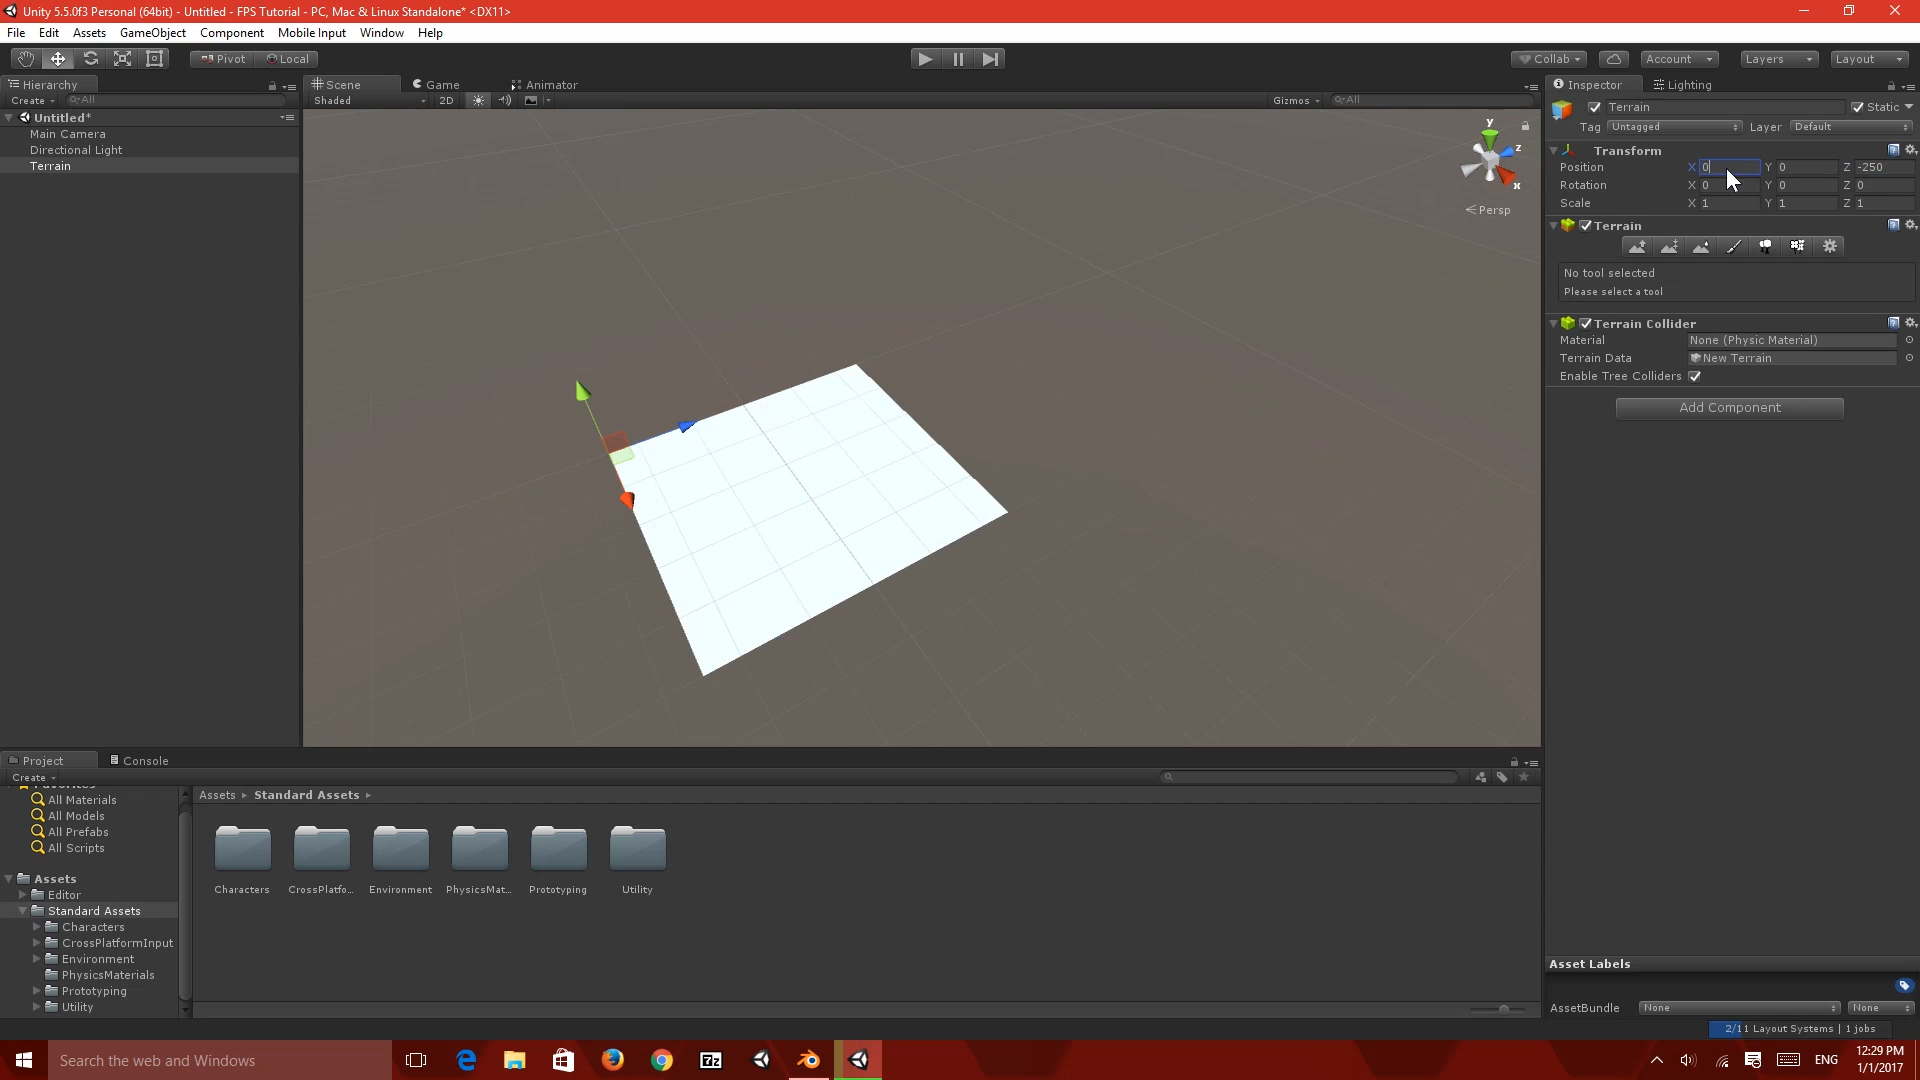 Unity 5.5.0f3 Personal (64bit) - Untitled - FPS Tutorial - PC, Mac & Linux Standalone* <DX11>
File Edit Assets GameObject Component Mobile Input Window Help
Pivot Local
Collab Account Layers Layout
Hierarchy
Create All
Untitled*
Main Camera
Directional Light
Terrain
Scene Game Animator
Shaded 2D Gizmos All
y
z
x
Persp
Inspector Lighting
Terrain Static
Tag Untagged Layer Default
Transform
Position X 0 Y 0 Z -250
Rotation X 0 Y 0 Z 0
Scale X 1 Y 1 Z 1
Terrain
No tool selected
Please select a tool
Terrain Collider
Material None (Physic Material)
Terrain Data New Terrain
Enable Tree Colliders
Add Component
Project Console
Create
Favorites
All Materials
All Models
All Prefabs
All Scripts
Assets
Editor
Standard Assets
Characters
CrossPlatformInput
Environment
PhysicsMaterials
Prototyping
Utility
Assets Standard Assets
Characters CrossPlatfo... Environment PhysicsMat... Prototyping Utility
Asset Labels
AssetBundle None None
2/11 Layout Systems | 1 jobs
Search the web and Windows
7z
ENG
12:29 PM
1/1/2017